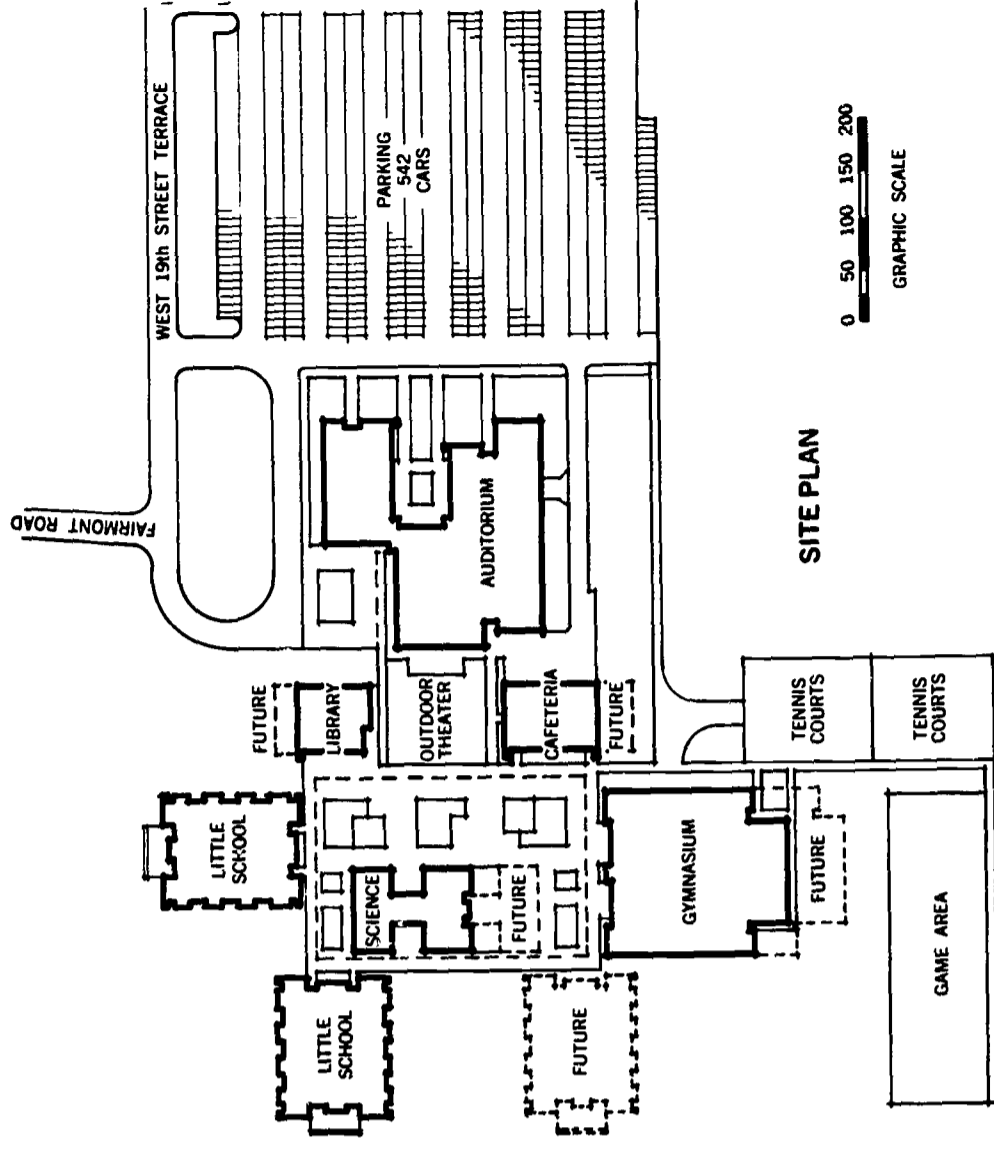 WEST 19th STREET TERRACE
FAIRMONT ROAD
PARKING
542
CARS
AUDITORIUM
FUTURE
LIBRARY
OUTDOOR
THEATER
CAFETERIA
FUTURE
LITTLE
SCHOOL
SCIENCE
FUTURE
GYMNASIUM
FUTURE
LITTLE
SCHOOL
FUTURE
TENNIS
COURTS
TENNIS
COURTS
GAME AREA
SITE PLAN
0 50 100 150 200
GRAPHIC SCALE